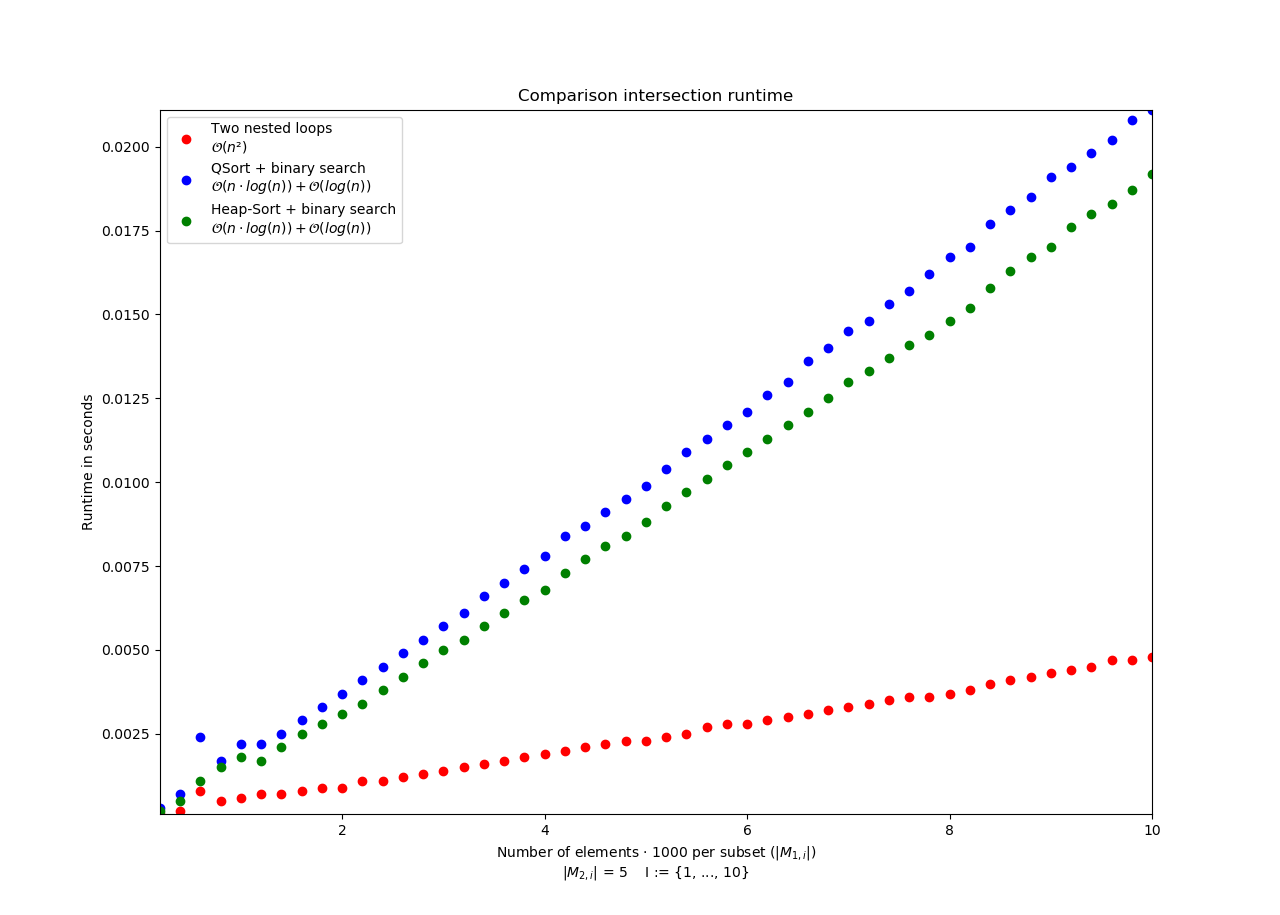 Comparison intersection runtime
Two nested loops
𝒪(n²)
QSort + binary search
𝒪(n · log(n)) + 𝒪(log(n))
Heap-Sort + binary search
𝒪(n · log(n)) + 𝒪(log(n))
0.0200
0.0175
0.0150
0.0125
0.0100
0.0075
0.0050
0.0025
Runtime in seconds
2 4 6 8 10
Number of elements · 1000 per subset (|M₁,ᵢ|)
|M₂,ᵢ| = 5 I := {1, ..., 10}